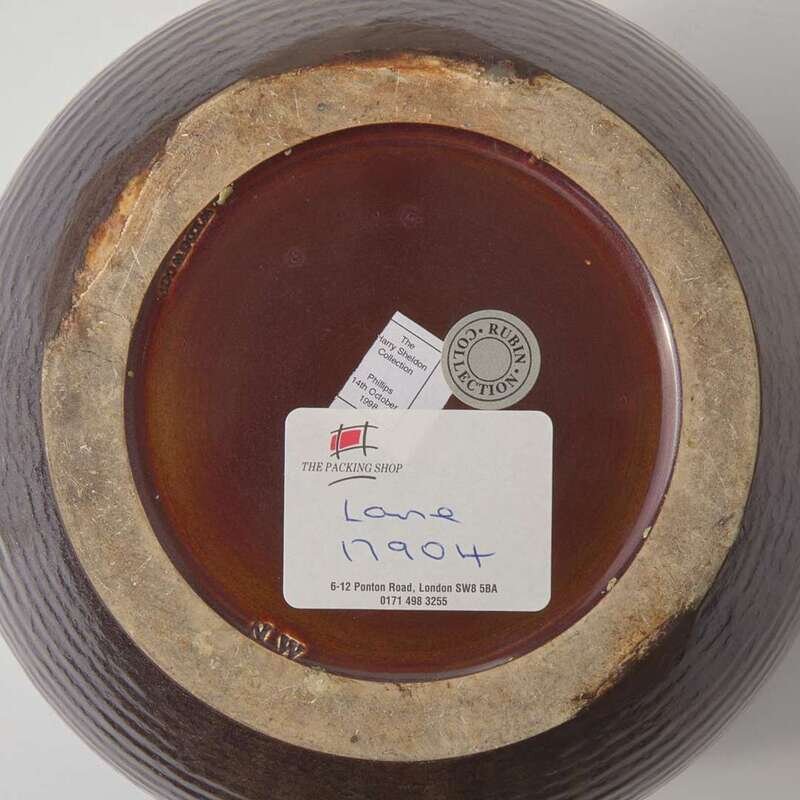 The
Harry Sheldon
Collection
Phillips
14th October
1998
RUBIN
COLLECTION
THE PACKING SHOP
Lane
17904
6-12 Ponton Road, London SW8 5BA
0171 498 3255